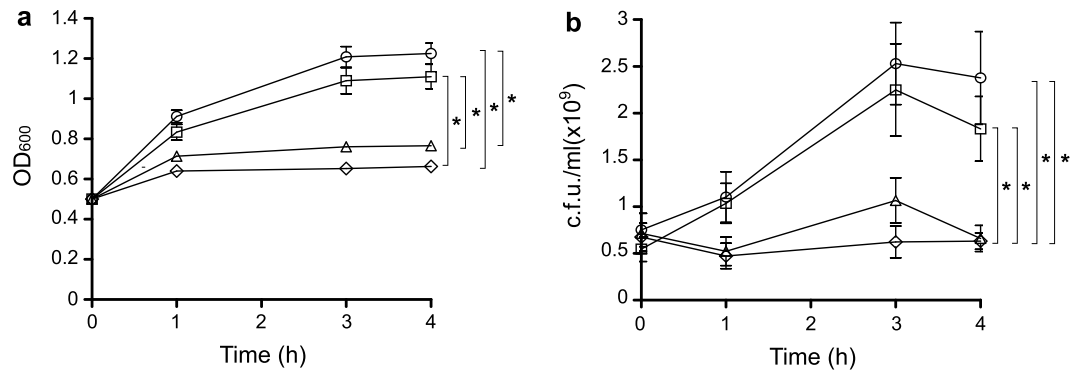 a
1.4
1.2
1
0.8
0.6
0.4
0.2
0
OD600
0 1 2 3 4
Time (h)
* * * *
b
3
2.5
2
1.5
1
0.5
0
c.f.u./ml(x10⁹)
0 1 2 3 4
Time (h)
* * * *